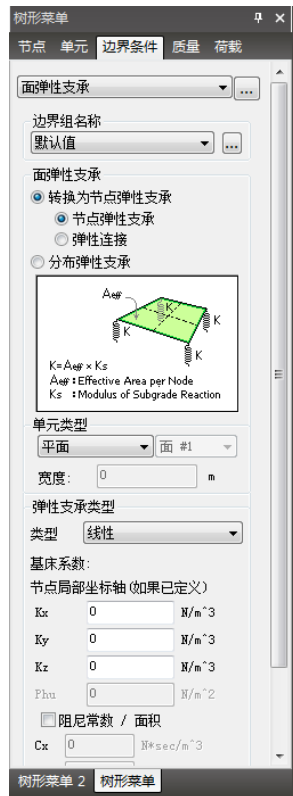 树形菜单
节点 单元 边界条件 质量 荷载
面弹性支承
...
边界组名称
默认值
...
面弹性支承
转换为节点弹性支承
节点弹性支承
弹性连接
分布弹性支承
Aeff
K
K
K
K
K=Aeff × Ks
Aeff : Effective Area per Node
Ks : Modulus of Subgrade Reaction
单元类型
平面 面 #1
宽度: 0 m
弹性支承类型
类型 线性
基床系数:
节点局部坐标轴(如果已定义)
Kx 0 N/m^3
Ky 0 N/m^3
Kz 0 N/m^3
Phu 0 N/m^2
阻尼常数 / 面积
Cx 0 N*sec/m^3
树形菜单 2 树形菜单